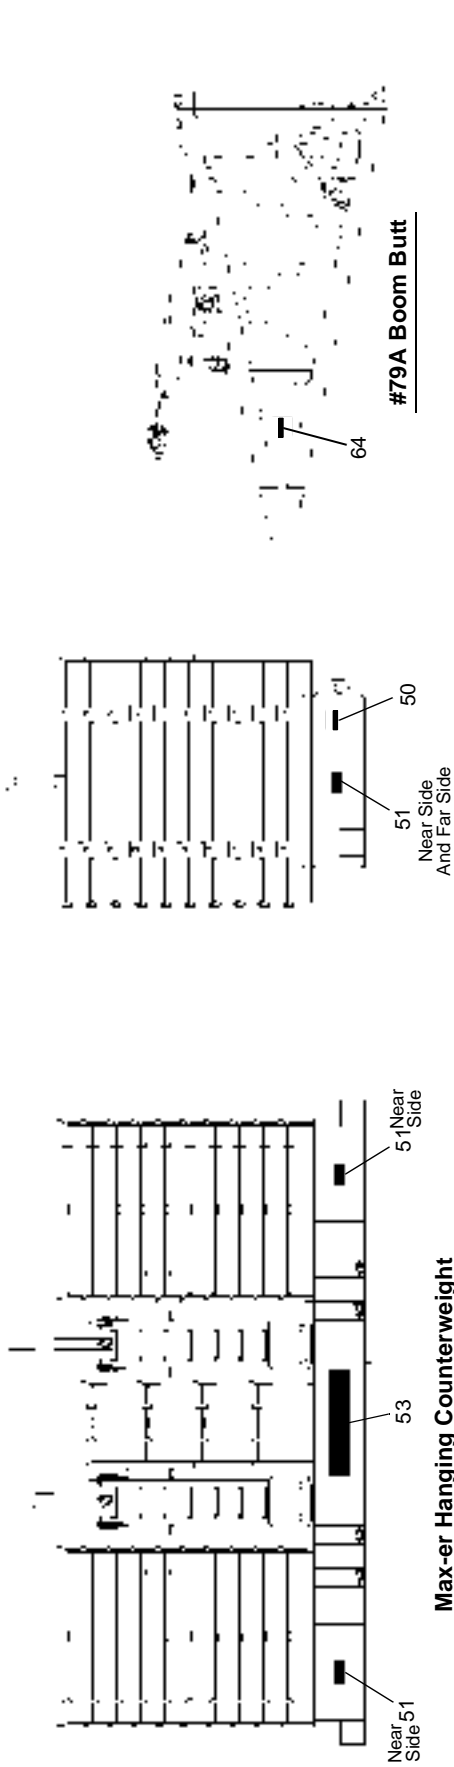 Near
Side 51
53
51 Near
Side
Max-er Hanging Counterweight
51
Near Side
And Far Side
50
64
#79A Boom Butt